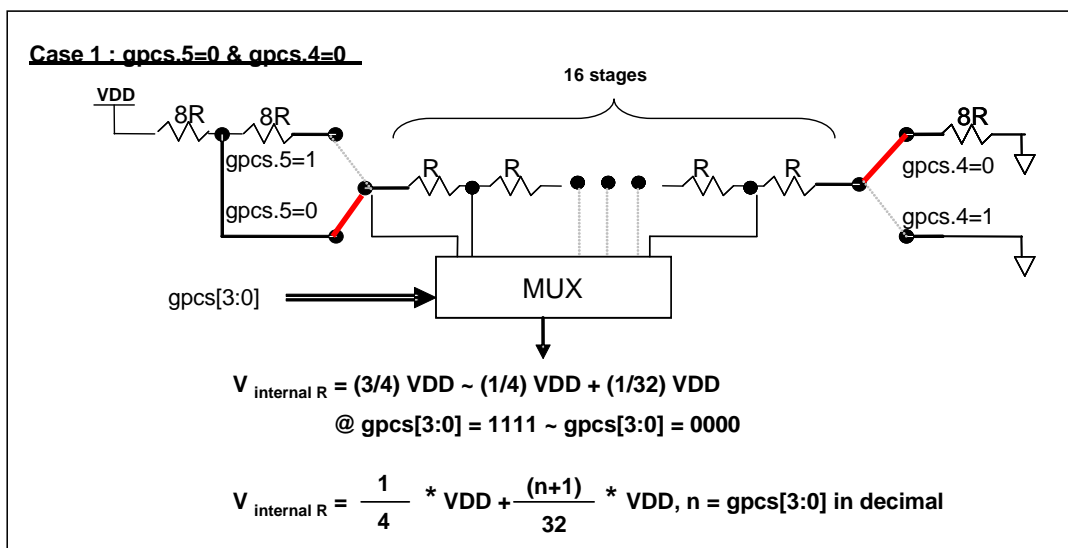 Case 1 : gpcs.5=0 & gpcs.4=0
16 stages
VDD
8R
8R
8R
gpcs.5=1
gpcs.4=0
R
R
R
R
gpcs.5=0
gpcs.4=1
gpcs[3:0]
MUX
V internal R = (3/4) VDD ~ (1/4) VDD + (1/32) VDD
@ gpcs[3:0] = 1111 ~ gpcs[3:0] = 0000
V internal R = 1/4 * VDD + (n+1)/32 * VDD, n = gpcs[3:0] in decimal